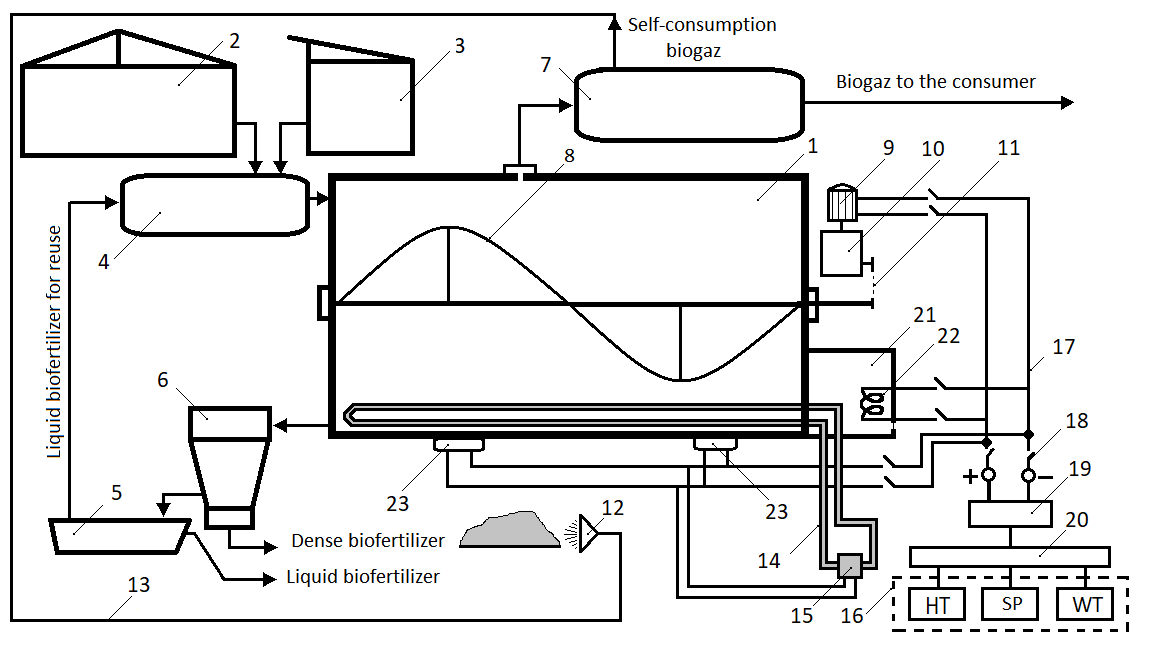 Self-consumption
biogaz
2
3
7
Biogaz to the consumer
8
1
9
10
11
4
Liquid biofertilizer for reuse
21
22
17
6
18
23
23
19
5
12
20
Dense biofertilizer
14
Liquid biofertilizer
13
15
16
HT
SP
WT
+
−